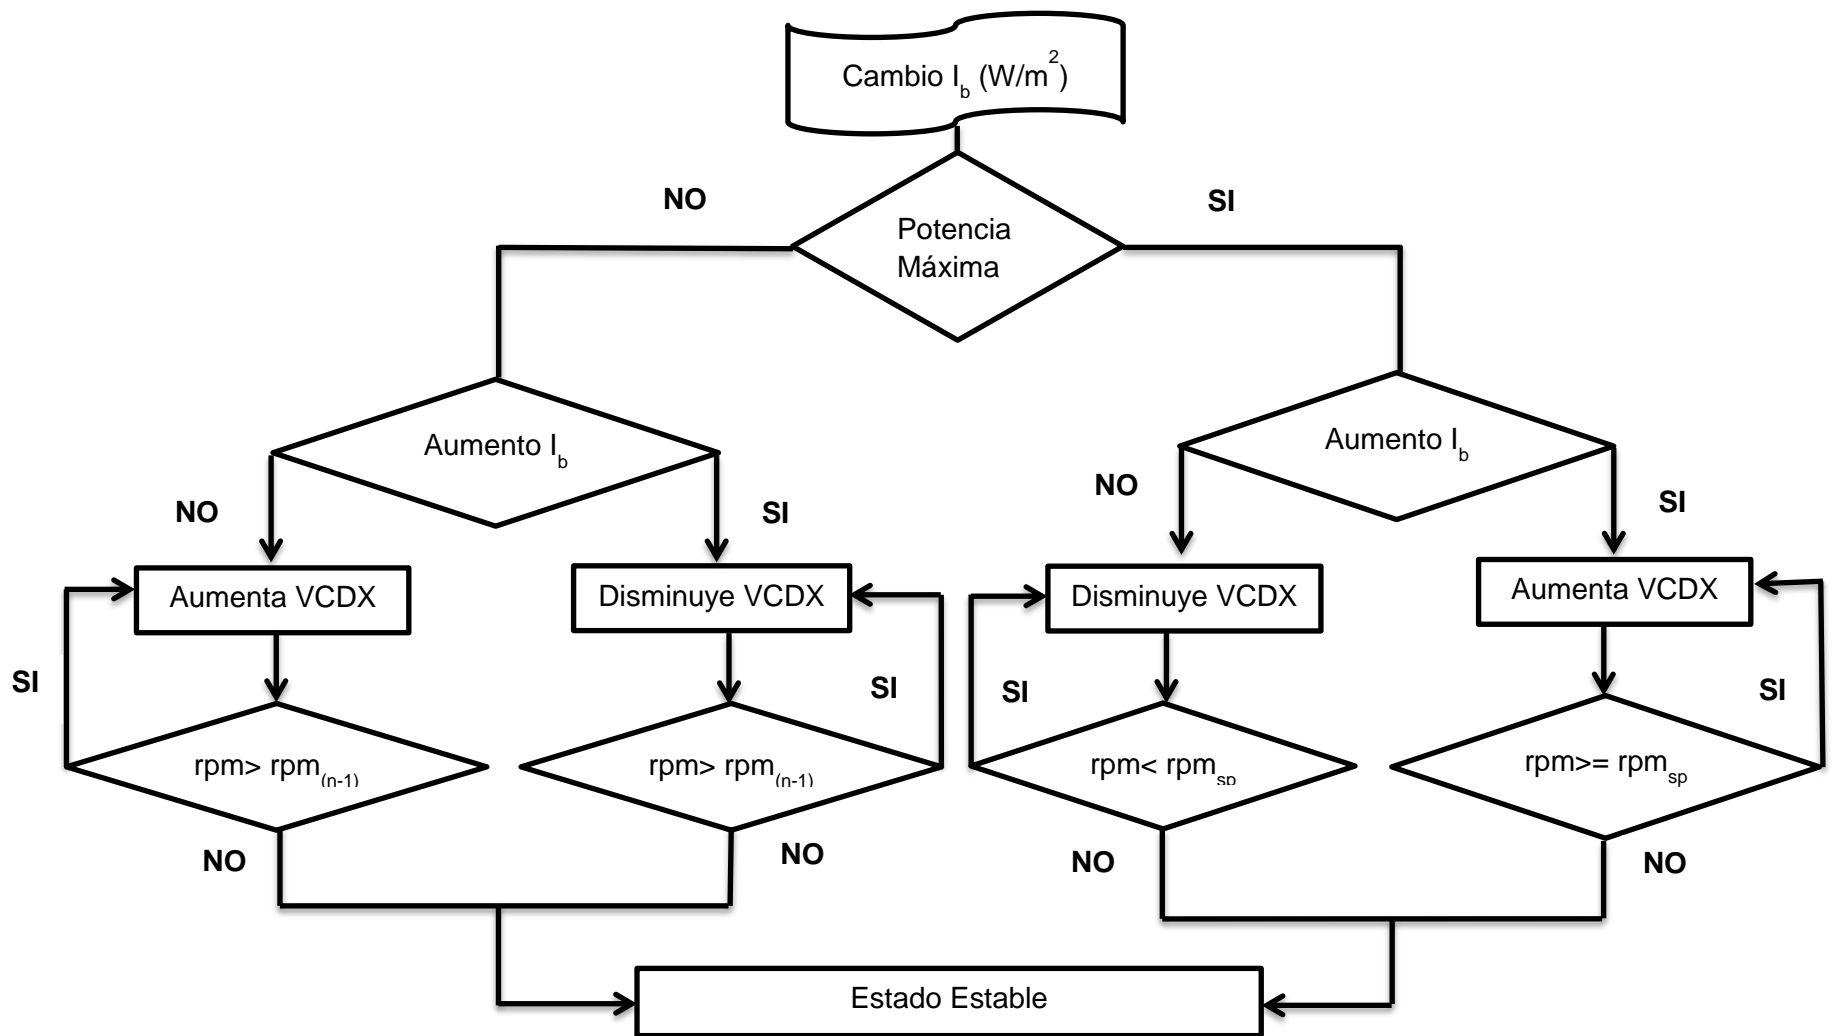 Cambio I_b (W/m^2)
NO
SI
Potencia
Máxima
Aumento I_b
Aumento I_b
NO
SI
NO
SI
Aumenta VCDX
Disminuye VCDX
Disminuye VCDX
Aumenta VCDX
SI
SI
SI
SI
rpm> rpm_(n-1)
rpm> rpm_(n-1)
rpm< rpm_sp
rpm>= rpm_sp
NO
NO
NO
NO
Estado Estable